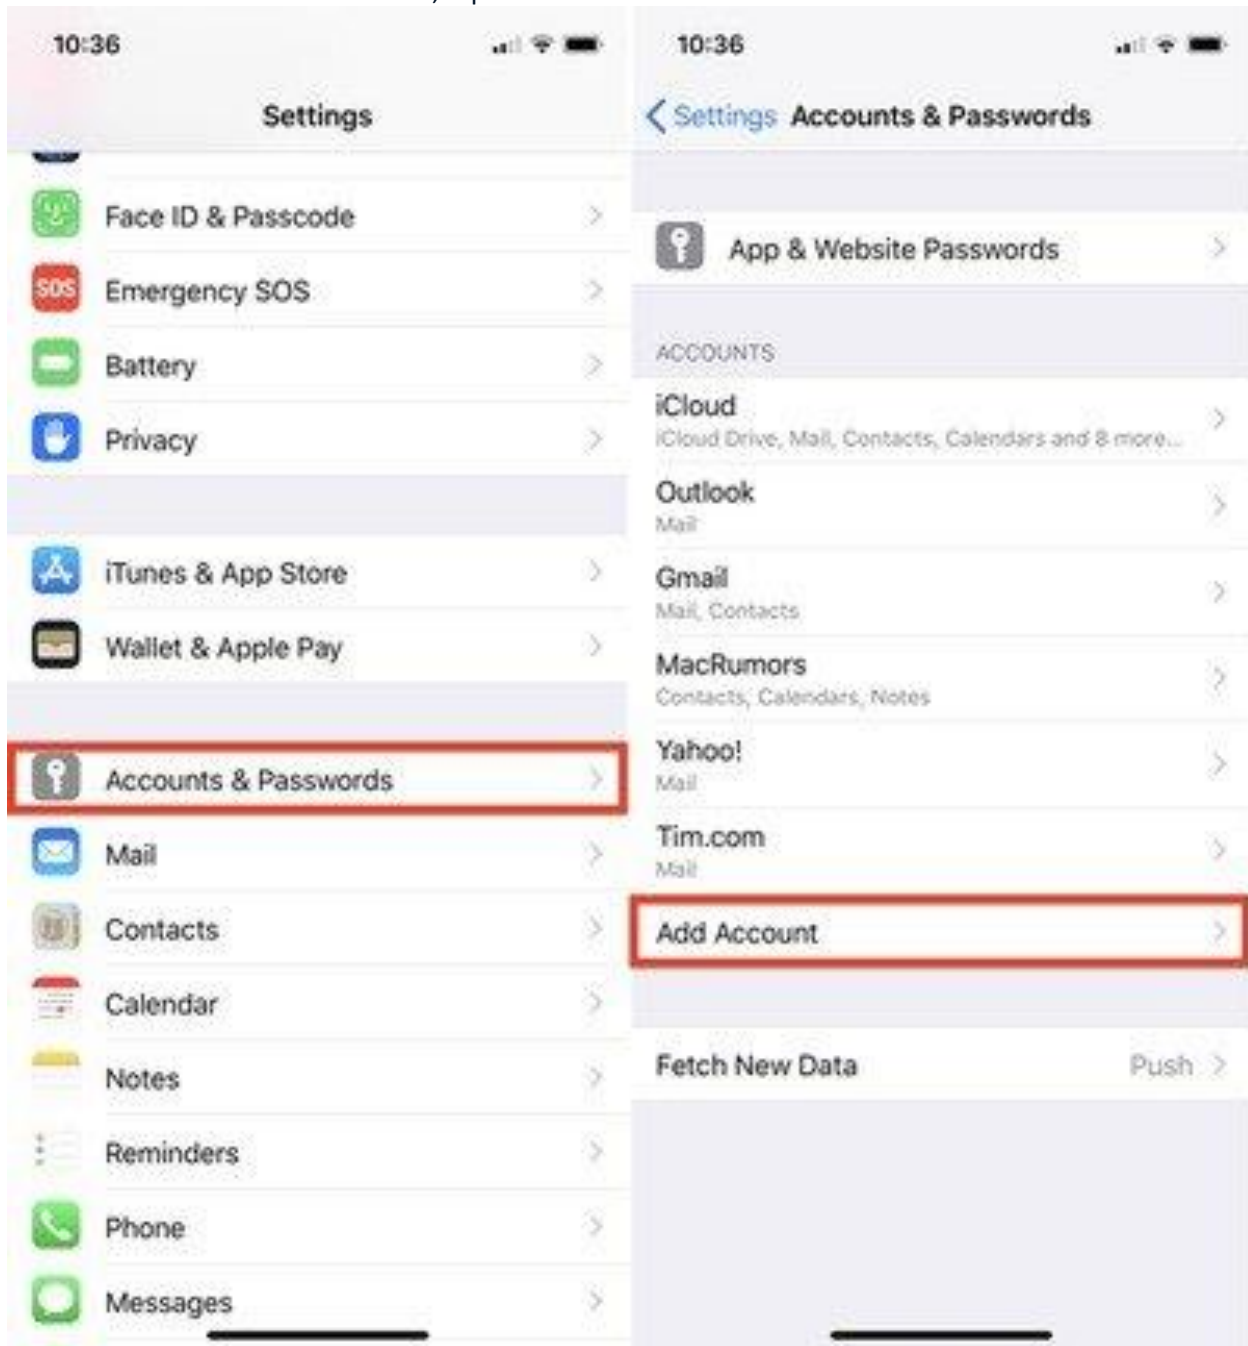 10:36
Settings
Face ID & Passcode
SOS
Emergency SOS
Battery
Privacy
iTunes & App Store
Wallet & Apple Pay
Accounts & Passwords
Mail
Contacts
Calendar
Notes
Reminders
Phone
Messages
10:36
Settings Accounts & Passwords
App & Website Passwords
ACCOUNTS
iCloud
iCloud Drive, Mail, Contacts, Calendars and 8 more...
Outlook
Mail
Gmail
Mail, Contacts
MacRumors
Contacts, Calendars, Notes
Yahoo!
Mail
Tim.com
Mail
Add Account
Fetch New Data Push